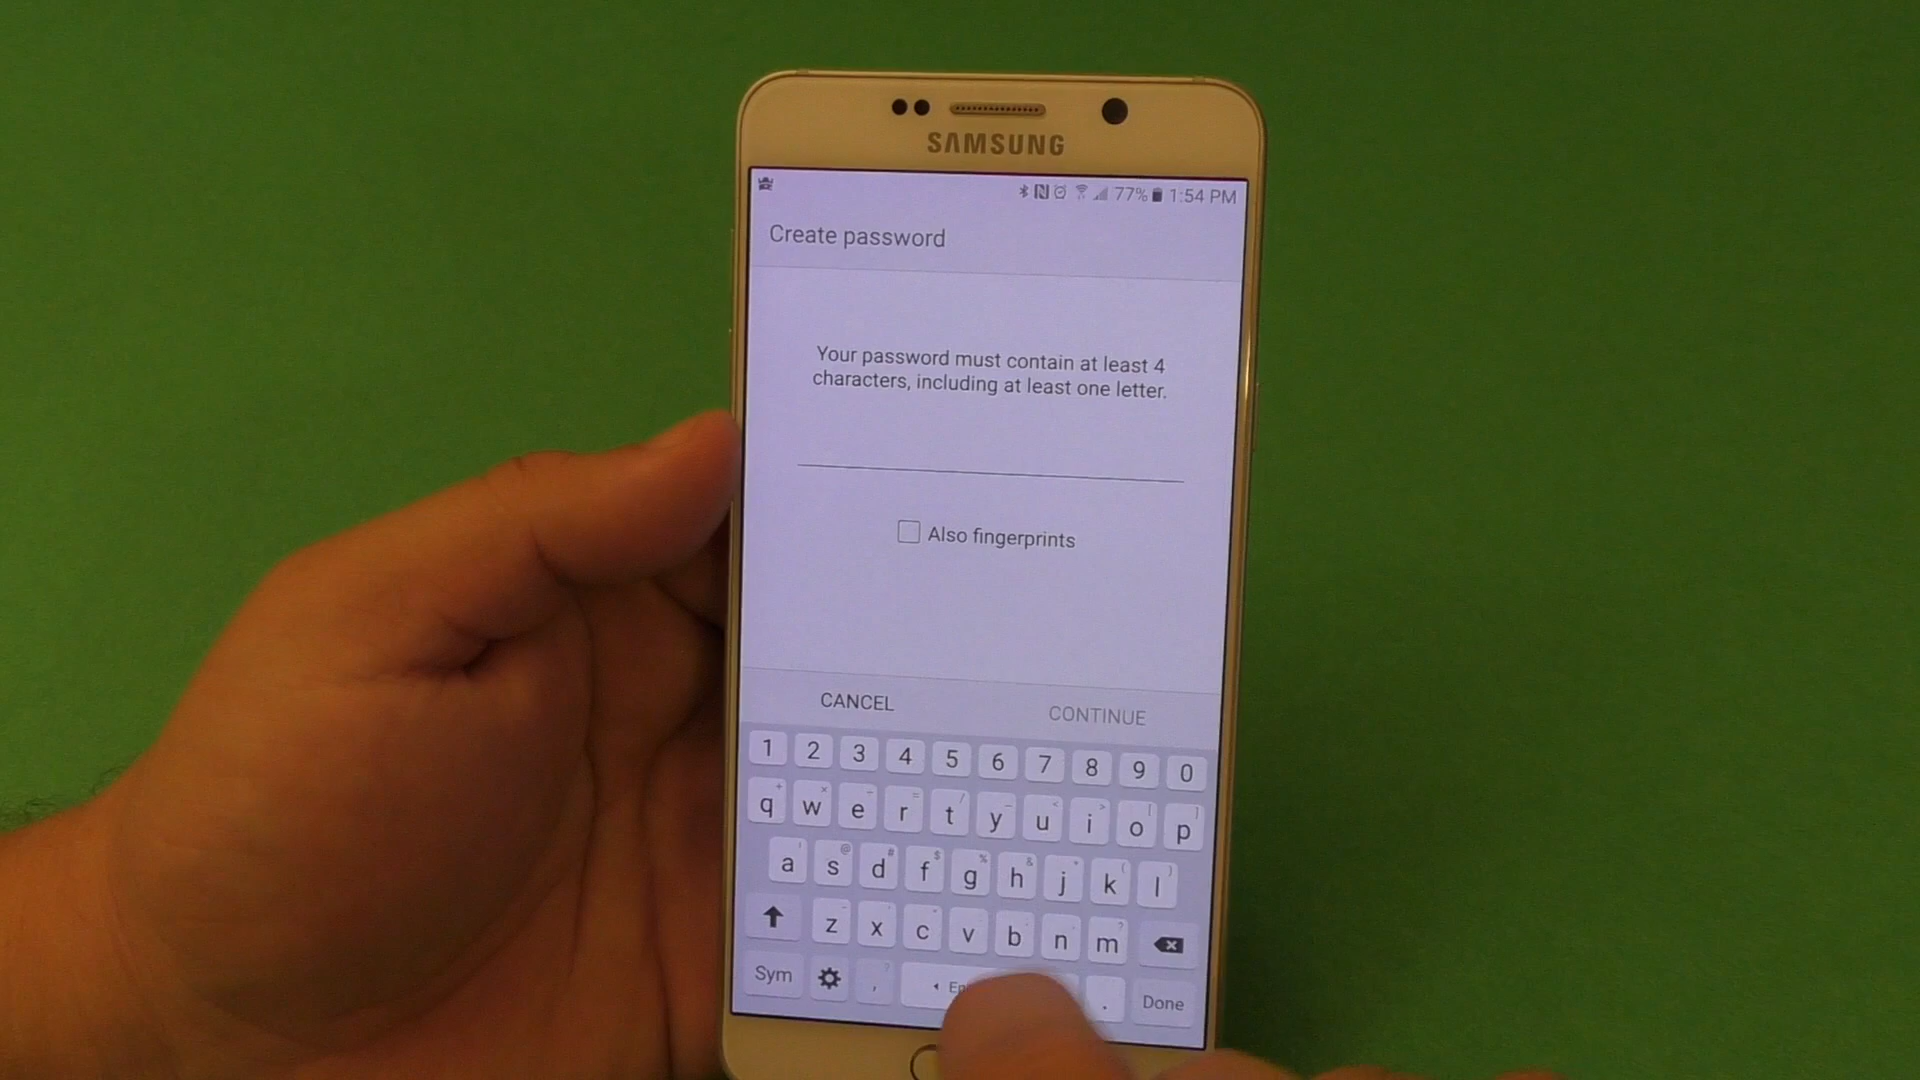 SAMSUNG
77% 1:54 PM
Create password
Your password must contain at least 4
characters, including at least one letter.
Also fingerprints
CANCEL CONTINUE
1 2 3 4 5 6 7 8 9 0
q w e r t y u i o p
a s d f g h j k l
z x c v b n m
Sym , . Done